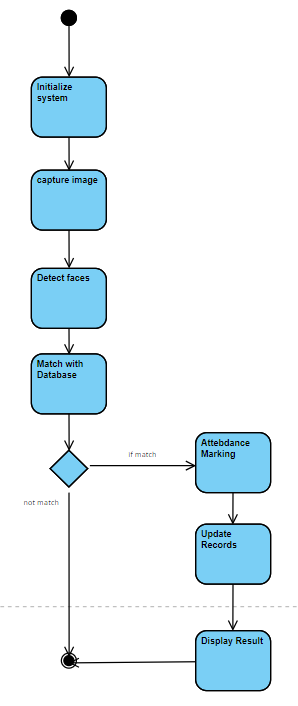 Initialize
system
capture image
Detect faces
Match with
Database
if match
not match
Attebdance
Marking
Update
Records
Display Result